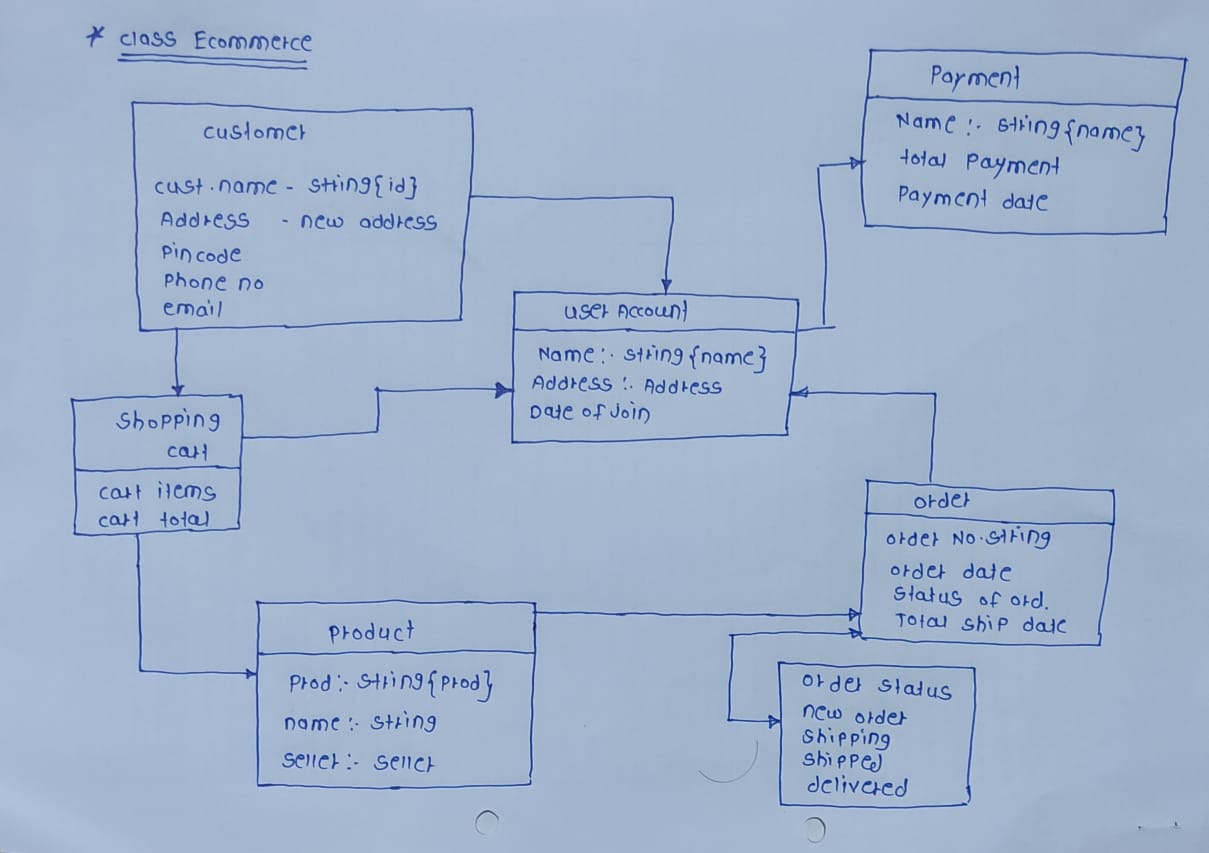 * class Ecommerce
customer
cust.name - string{id}
Address - new address
Pincode
Phone no
email
Payment
Name :- string{name}
total Payment
Payment date
user Account
Name :- string{name}
Address :- Address
Date of Join
Shopping
cart
cart items
cart total
order
order No. string
order date
status of ord.
Total ship date
Product
Prod :- string{Prod}
name :- string
seller :- seller
order status
new order
shipping
shipped
delivered